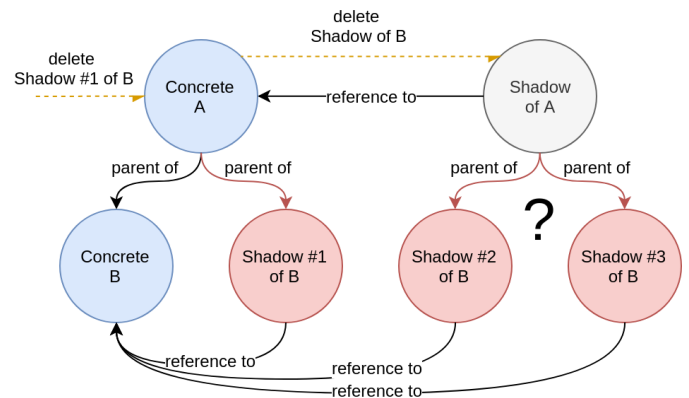 delete
Shadow of B
delete
Shadow #1 of B
Concrete
A
reference to
Shadow
of A
parent of
parent of
parent of
parent of
?
Concrete
B
Shadow #1
of B
Shadow #2
of B
Shadow #3
of B
reference to
reference to
reference to